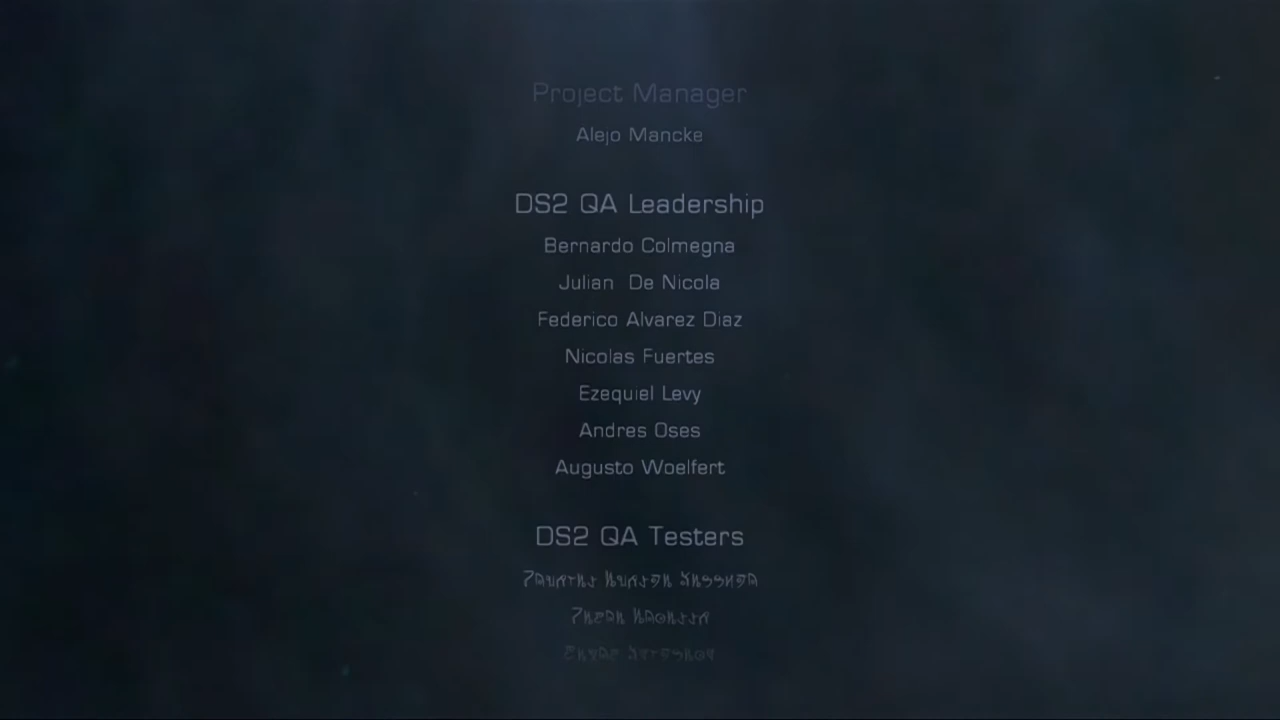 Project Manager
Alejo Mancke
DS2 QA Leadership
Bernardo Colmegna
Julian De Nicola
Federico Alvarez Diaz
Nicolas Fuertes
Ezequiel Levy
Andres Oses
Augusto Woelfert
DS2 QA Testers